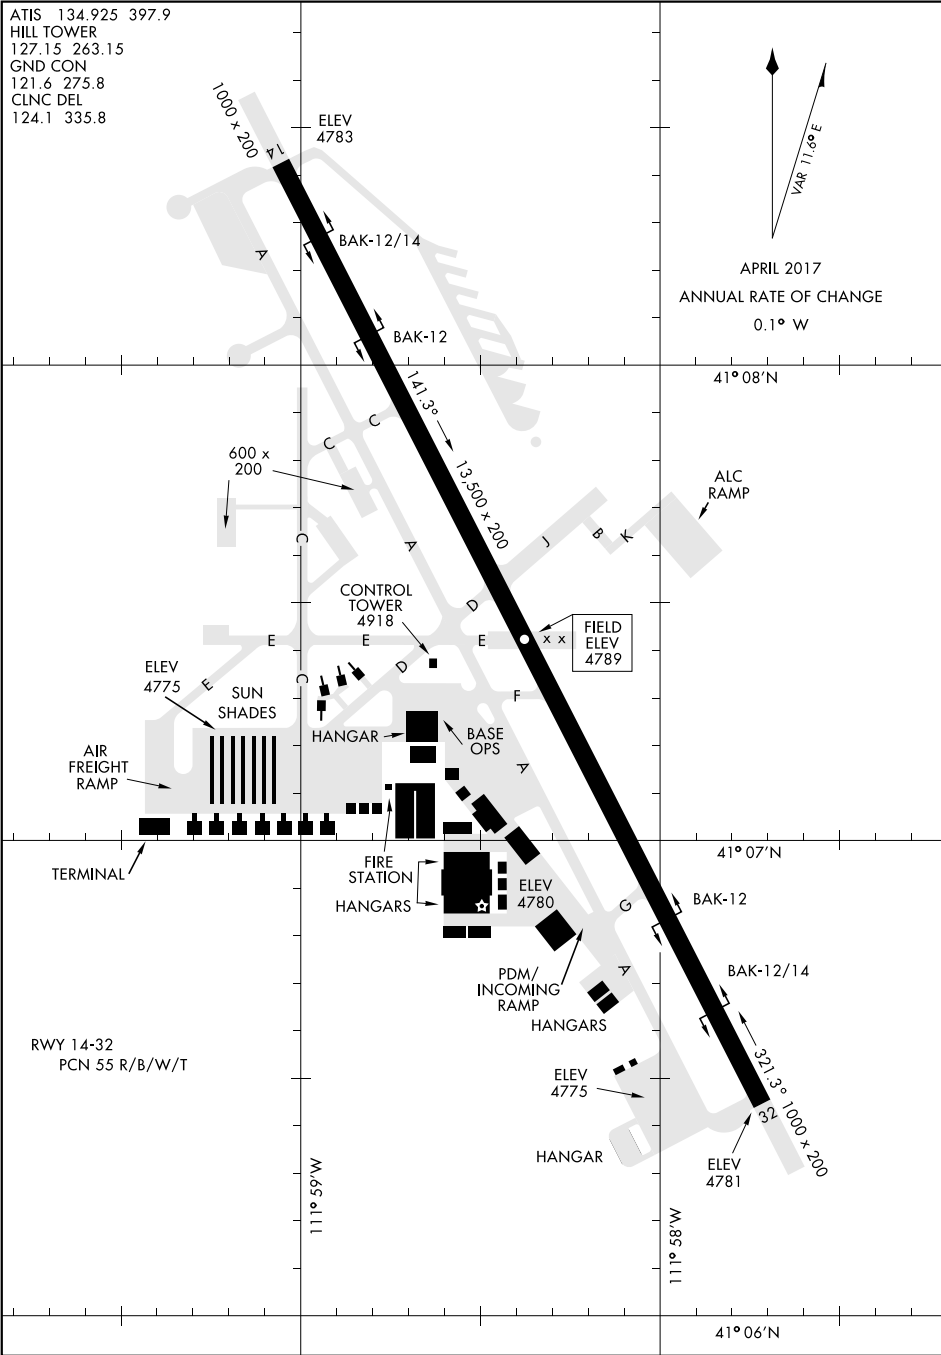 ATIS 134.925 397.9
HILL TOWER
127.15 263.15
GND CON
121.6 275.8
CLNC DEL
124.1 335.8
1000 x 200
14
ELEV
4783
VAR 11.6° E
APRIL 2017
ANNUAL RATE OF CHANGE
0.1° W
A
BAK-12/14
BAK-12
41° 08'N
141.3°
C
C
13,500 x 200
600 x
200
ALC
RAMP
C
A
J
B
K
CONTROL
TOWER
4918
D
E
E
E
x x
FIELD
ELEV
4789
ELEV
4775
E
SUN
SHADES
C
D
F
HANGAR
BASE
OPS
AIR
FREIGHT
RAMP
A
TERMINAL
FIRE
STATION
HANGARS
ELEV
4780
41° 07'N
G
BAK-12
A
BAK-12/14
PDM/
INCOMING
RAMP
HANGARS
RWY 14-32
PCN 55 R/B/W/T
321.3°
ELEV
4775
32
1000 x 200
HANGAR
ELEV
4781
111° 59'W
111° 58'W
41° 06'N